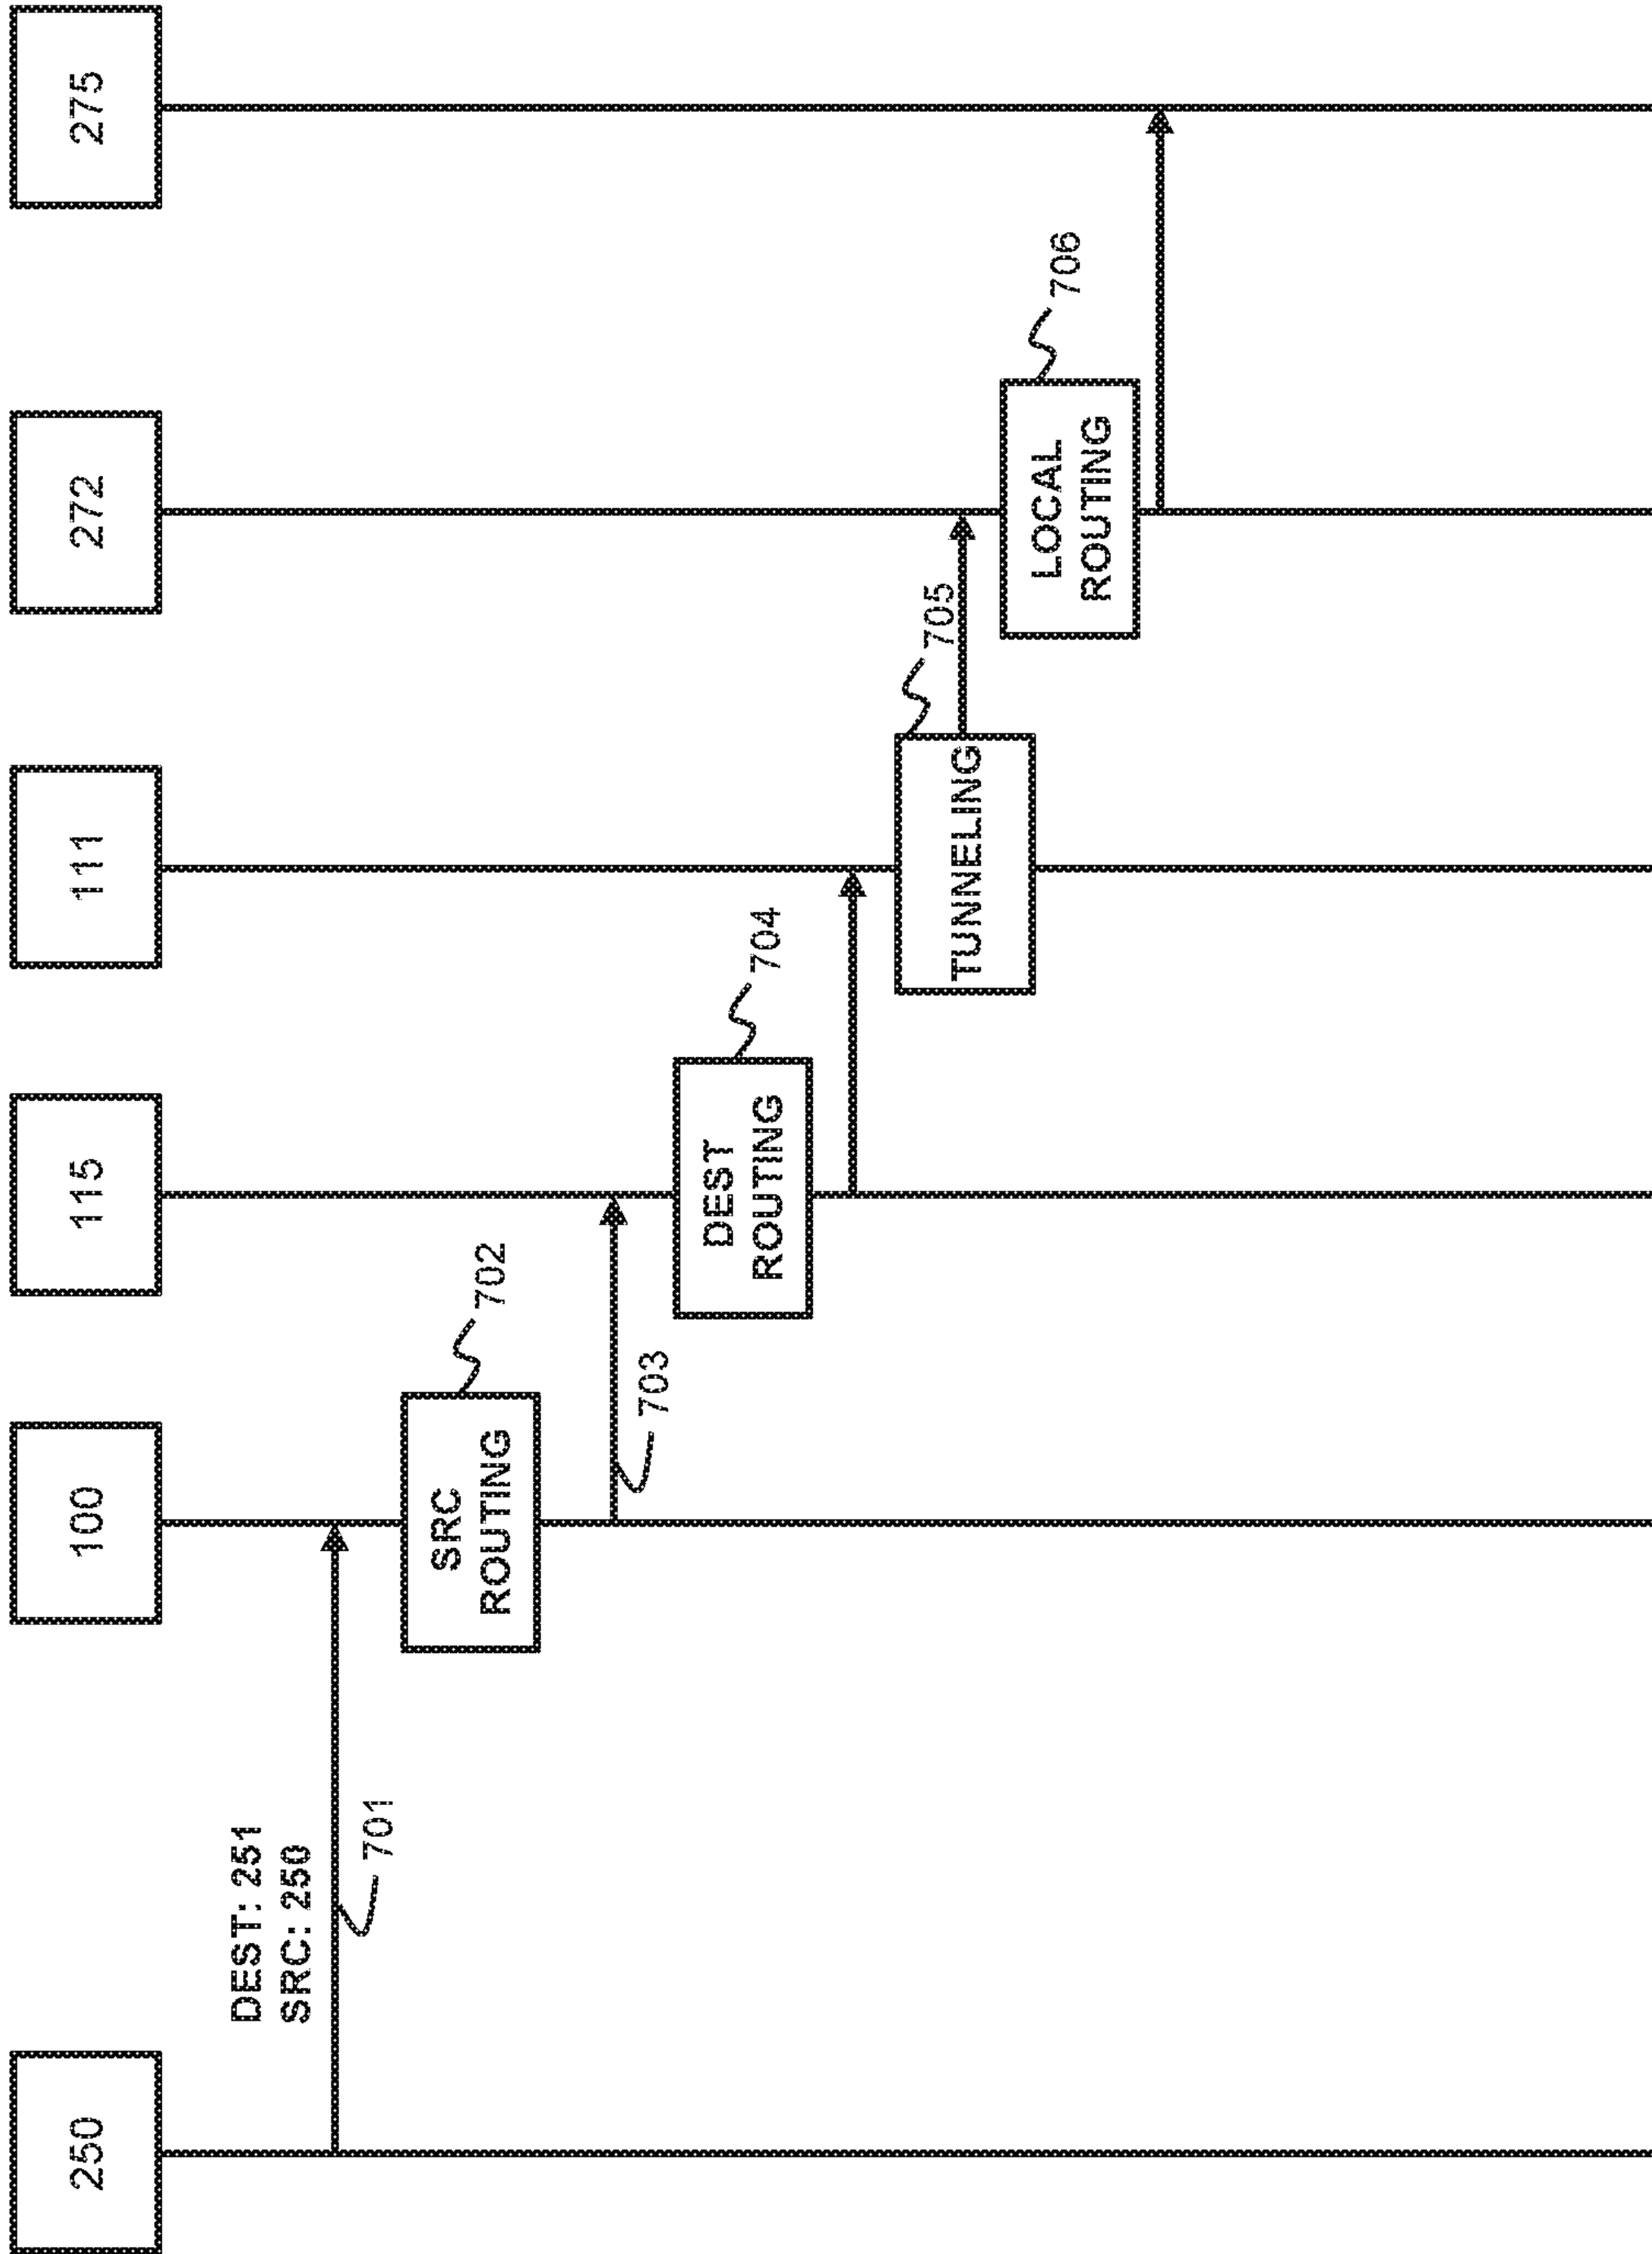 250
100
115
111
272
275
DEST: 251
SRC: 250
701
SRC
ROUTING
702
703
DEST
ROUTING
704
TUNNELING
705
LOCAL
ROUTING
706